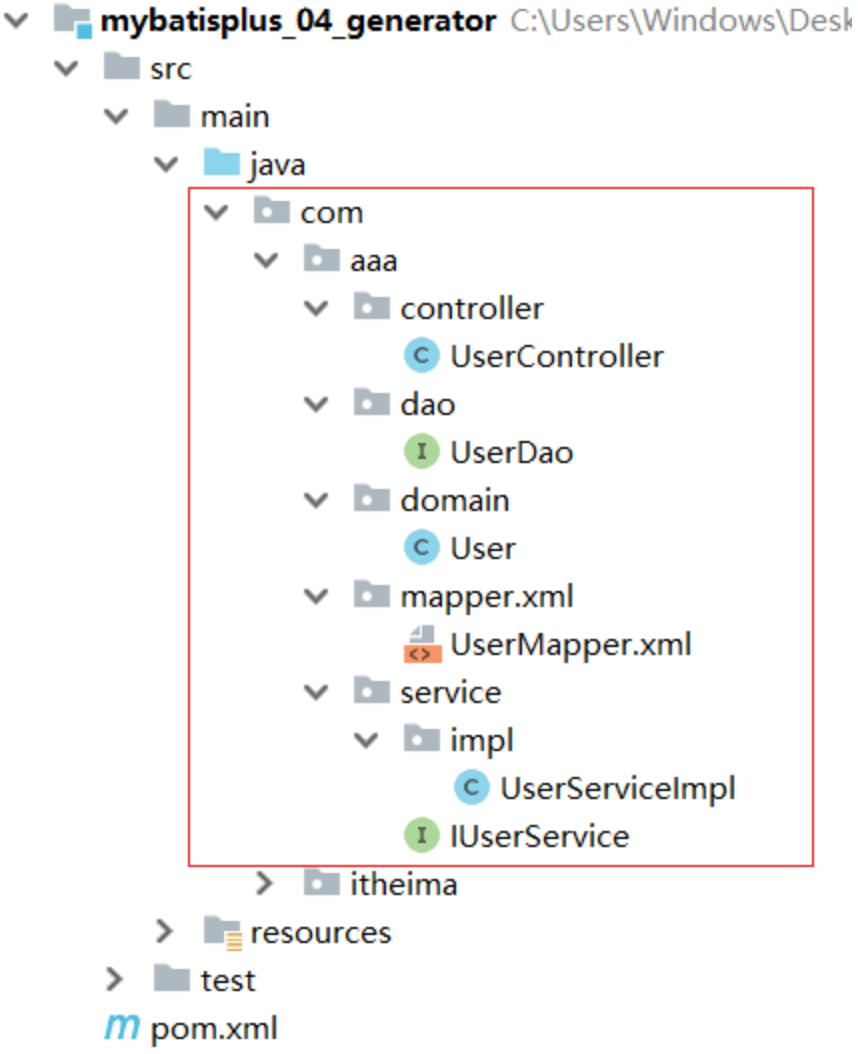 mybatisplus_04_generator C:\Users\Windows\Desk
src
main
java
com
aaa
controller
C UserController
dao
I UserDao
domain
C User
mapper.xml
<> UserMapper.xml
service
impl
C UserServiceImpl
I IUserService
itheima
resources
test
m pom.xml